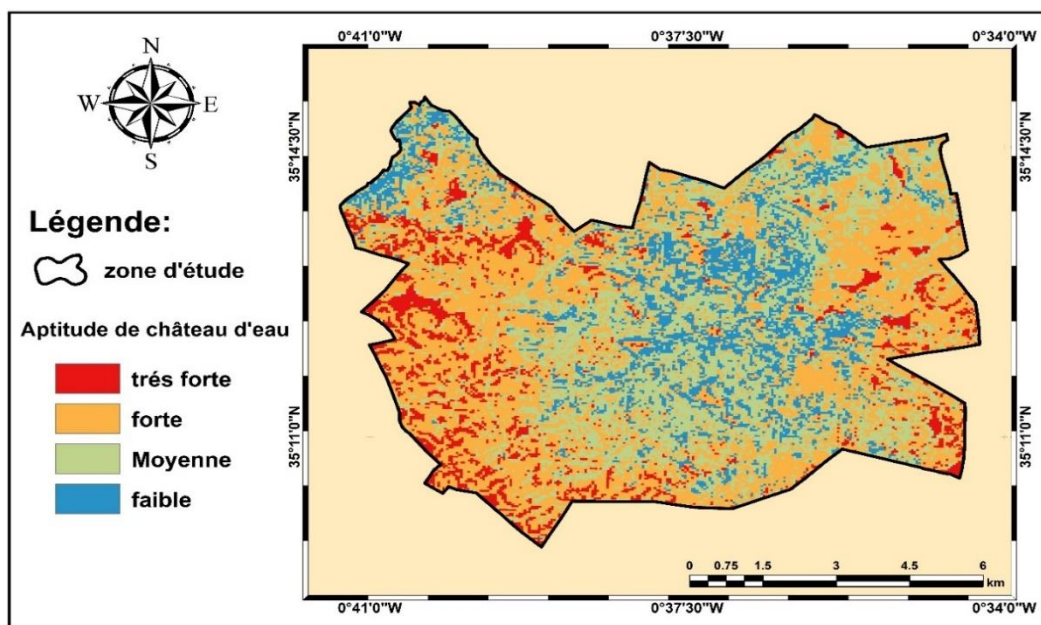 0°41'0"W 0°37'30"W 0°34'0"W
N
W E
S
35°14'30"N 35°14'30"N
Légende:
zone d'étude
Aptitude de château d'eau
trés forte
forte
Moyenne
faible
35°11'0"N 35°11'0"N
0 0.75 1.5 3 4.5 6
km
0°41'0"W 0°37'30"W 0°34'0"W